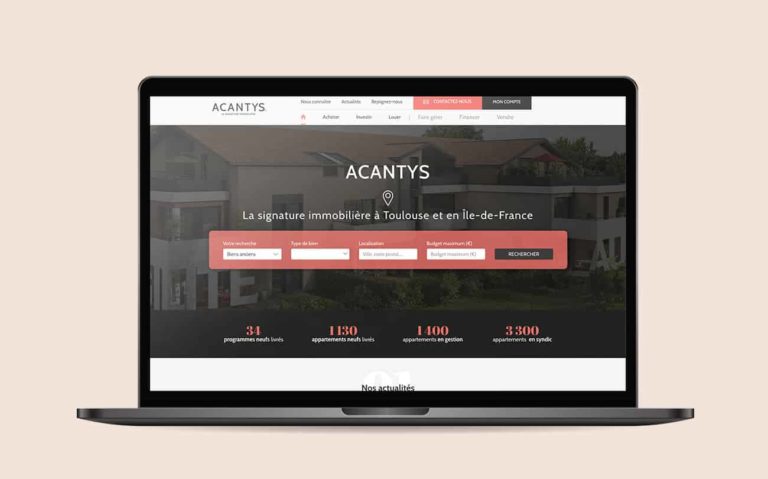 ACANTYS
LA SIGNATURE IMMOBILIÈRE
Nous connaître Actualités Rejoignez-nous CONTACTEZ-NOUS MON COMPTE
Acheter Investir Louer Faire gérer Financer Vendre
ACANTYS
La signature immobilière à Toulouse et en Île-de-France
Votre recherche Type de bien Localisation Budget maximum (€)
Biens anciens Ville, code postal,... Budget maximum (€) RECHERCHER
34 1 130 1 400 3 300
programmes neufs livrés appartements neufs livrés appartements en gestion appartements en syndic
01
Nos actualités